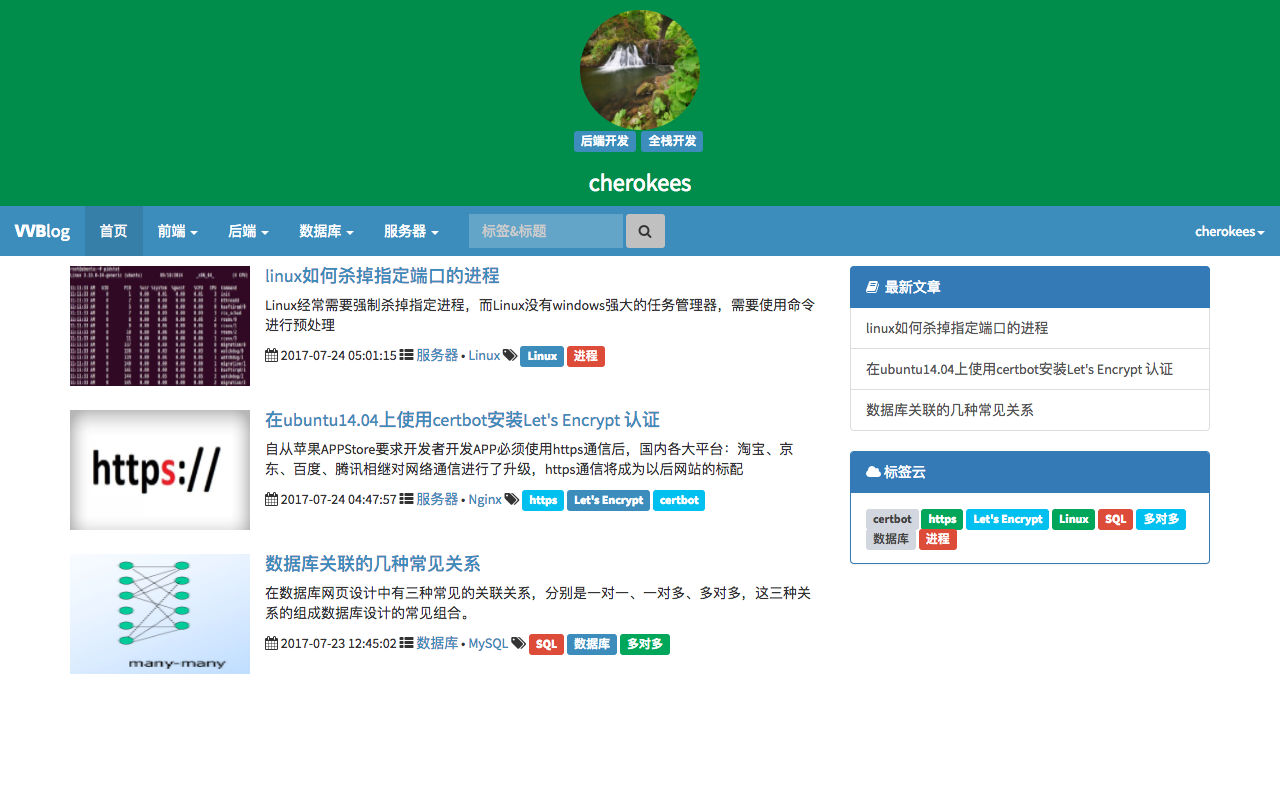 后端开发 全栈开发
cherokees
VVBlog 首页 前端 后端 数据库 服务器 标签&标题 cherokees
linux如何杀掉指定端口的进程
Linux经常需要强制杀掉指定进程，而Linux没有windows强大的任务管理器，需要使用命令
进行预处理
2017-07-24 05:01:15 服务器 • Linux Linux 进程
https://
在ubuntu14.04上使用certbot安装Let's Encrypt 认证
自从苹果APPStore要求开发者开发APP必须使用https通信后，国内各大平台：淘宝、京
东、百度、腾讯相继对网络通信进行了升级，https通信将成为以后网站的标配
2017-07-24 04:47:57 服务器 • Nginx https Let's Encrypt certbot
many-many
数据库关联的几种常见关系
在数据库网页设计中有三种常见的关联关系，分别是一对一、一对多、多对多，这三种关
系的组成数据库设计的常见组合。
2017-07-23 12:45:02 数据库 • MySQL SQL 数据库 多对多
最新文章
linux如何杀掉指定端口的进程
在ubuntu14.04上使用certbot安装Let's Encrypt 认证
数据库关联的几种常见关系
标签云
certbot https Let's Encrypt Linux SQL 多对多
数据库 进程